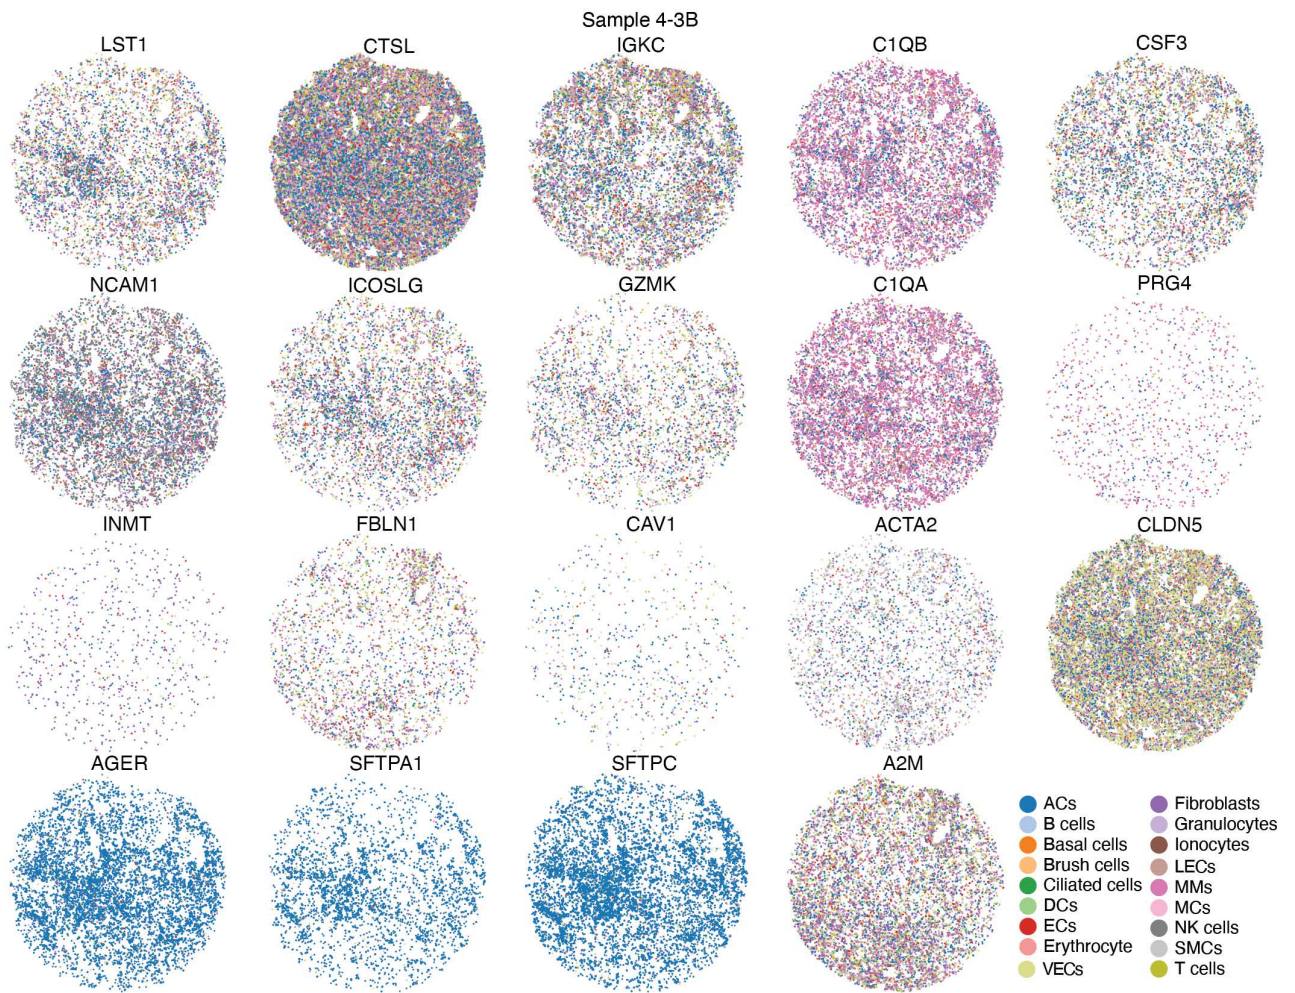 Sample 4-3B
LST1
CTSL
IGKC
C1QB
CSF3
NCAM1
ICOSLG
GZMK
C1QA
PRG4
INMT
FBLN1
CAV1
ACTA2
CLDN5
AGER
SFTPA1
SFTPC
A2M
ACs
B cells
Basal cells
Brush cells
Ciliated cells
DCs
ECs
Erythrocyte
VECs
Fibroblasts
Granulocytes
Ionocytes
LECs
MMs
MCs
NK cells
SMCs
T cells